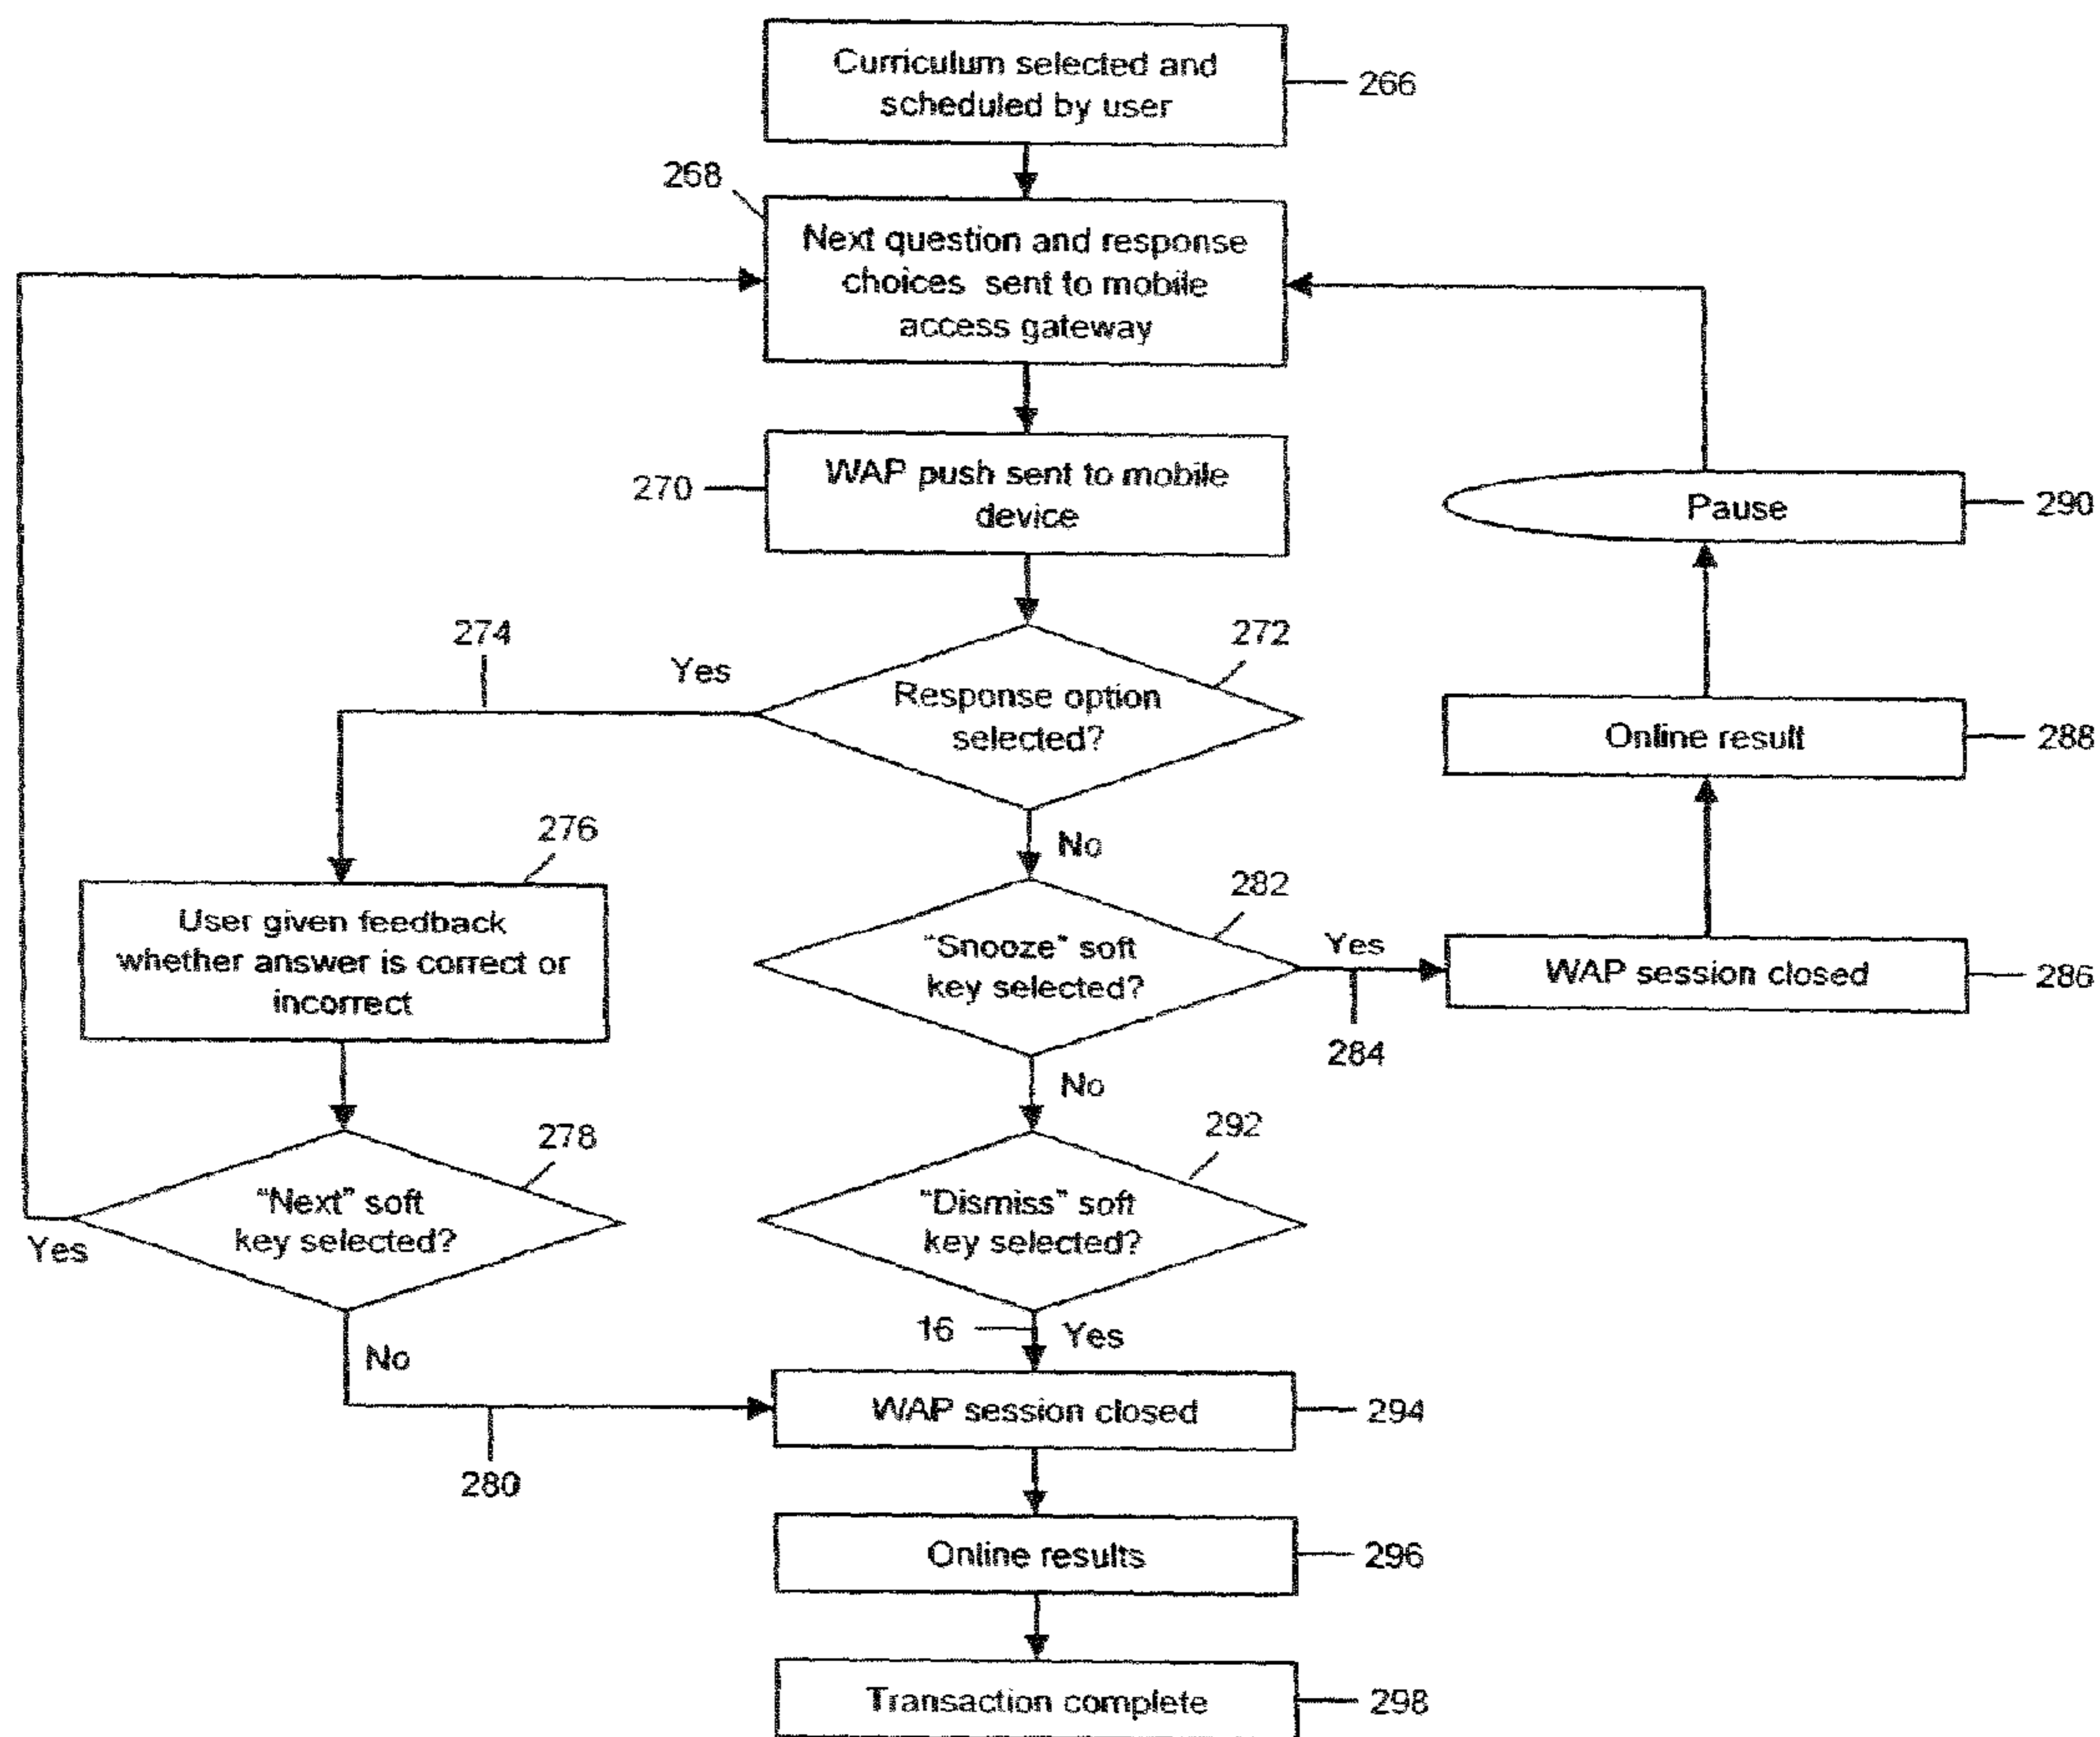 Curriculum selected and
scheduled by user
266
268
Next question and response
choices sent to mobile
access gateway
WAP push sent to mobile
device
270
Pause
290
274
Yes
272
Response option
selected?
Online result
288
No
276
User given feedback
whether answer is correct or
incorrect
282
"Snooze" soft
key selected?
Yes
284
WAP session closed
286
No
278
"Next" soft
key selected?
Yes
292
"Dismiss" soft
key selected?
16
Yes
No
280
WAP session closed
294
Online results
296
Transaction complete
298